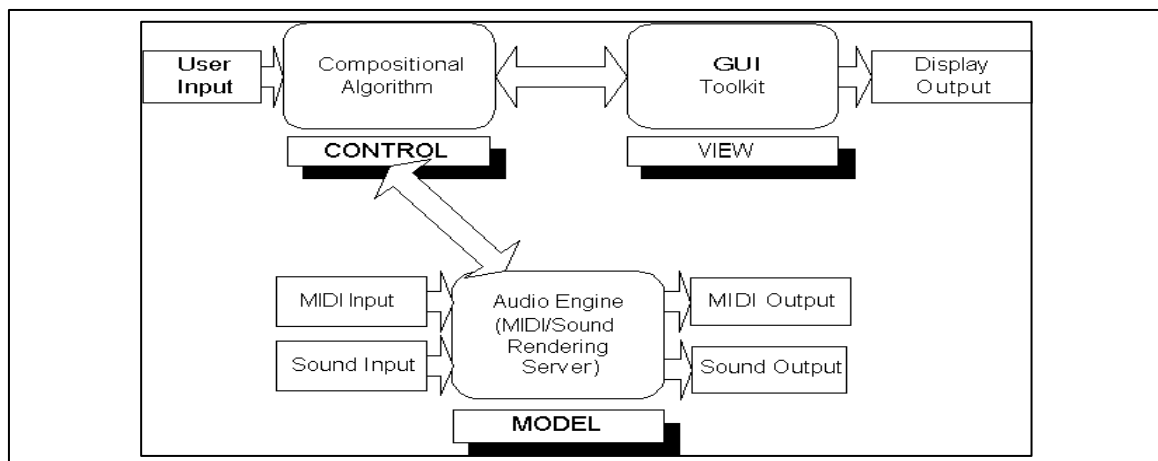 User
Input
Compositional
Algorithm
GUI
Toolkit
Display
Output
CONTROL
VIEW
MIDI Input
Sound Input
Audio Engine
(MIDI/Sound
Rendering
Server)
MIDI Output
Sound Output
MODEL